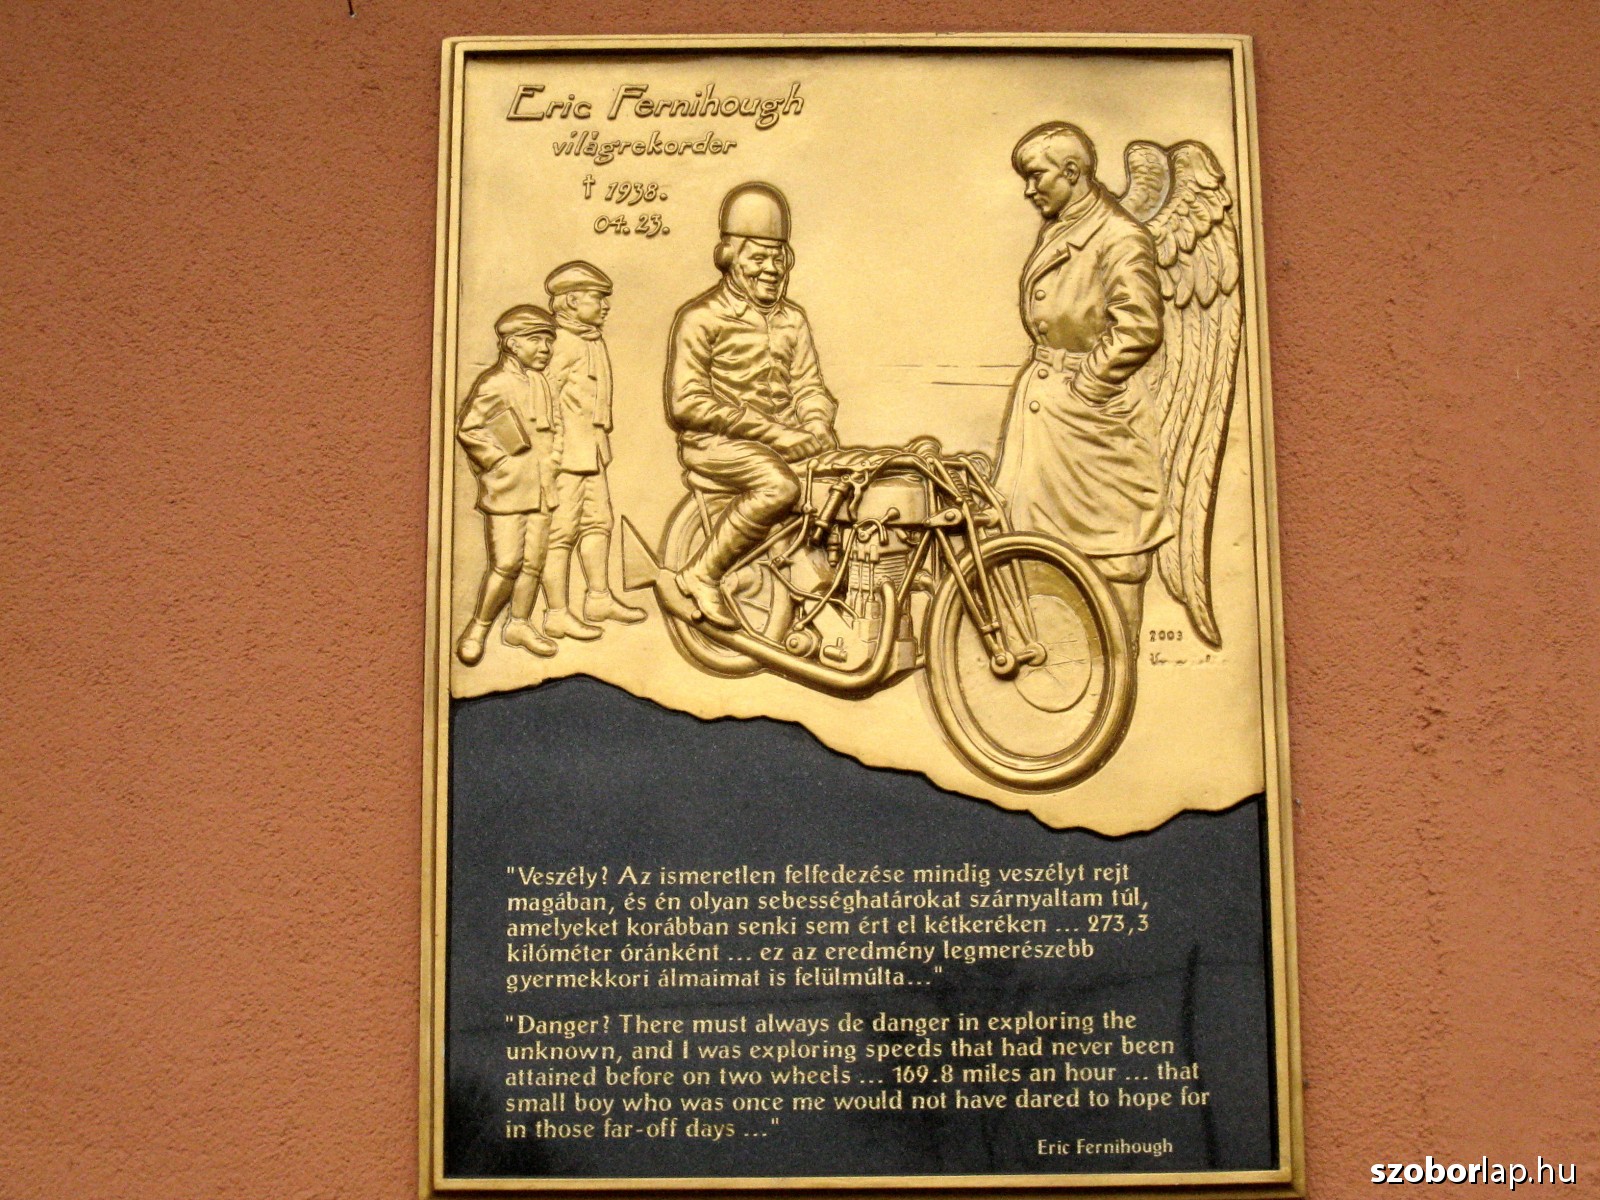 Eric Fernihough
világrekorder
† 1938.
04. 23.
2003
"Veszély? Az ismeretlen felfedezése mindig veszélyt rejt
magában, és én olyan sebességhatárokat szárnyaltam túl,
amelyeket korábban senki sem ért el kétkeréken ... 273,3
kilóméter óránként ... ez az eredmény legmerészebb
gyermekkori álmaimat is felülmúlta..."
"Danger? There must always de danger in exploring the
unknown, and I was exploring speeds that had never been
attained before on two wheels ... 169.8 miles an hour ... that
small boy who was once me would not have dared to hope for
in those far-off days ..."
Eric Fernihough
szoborlap.hu